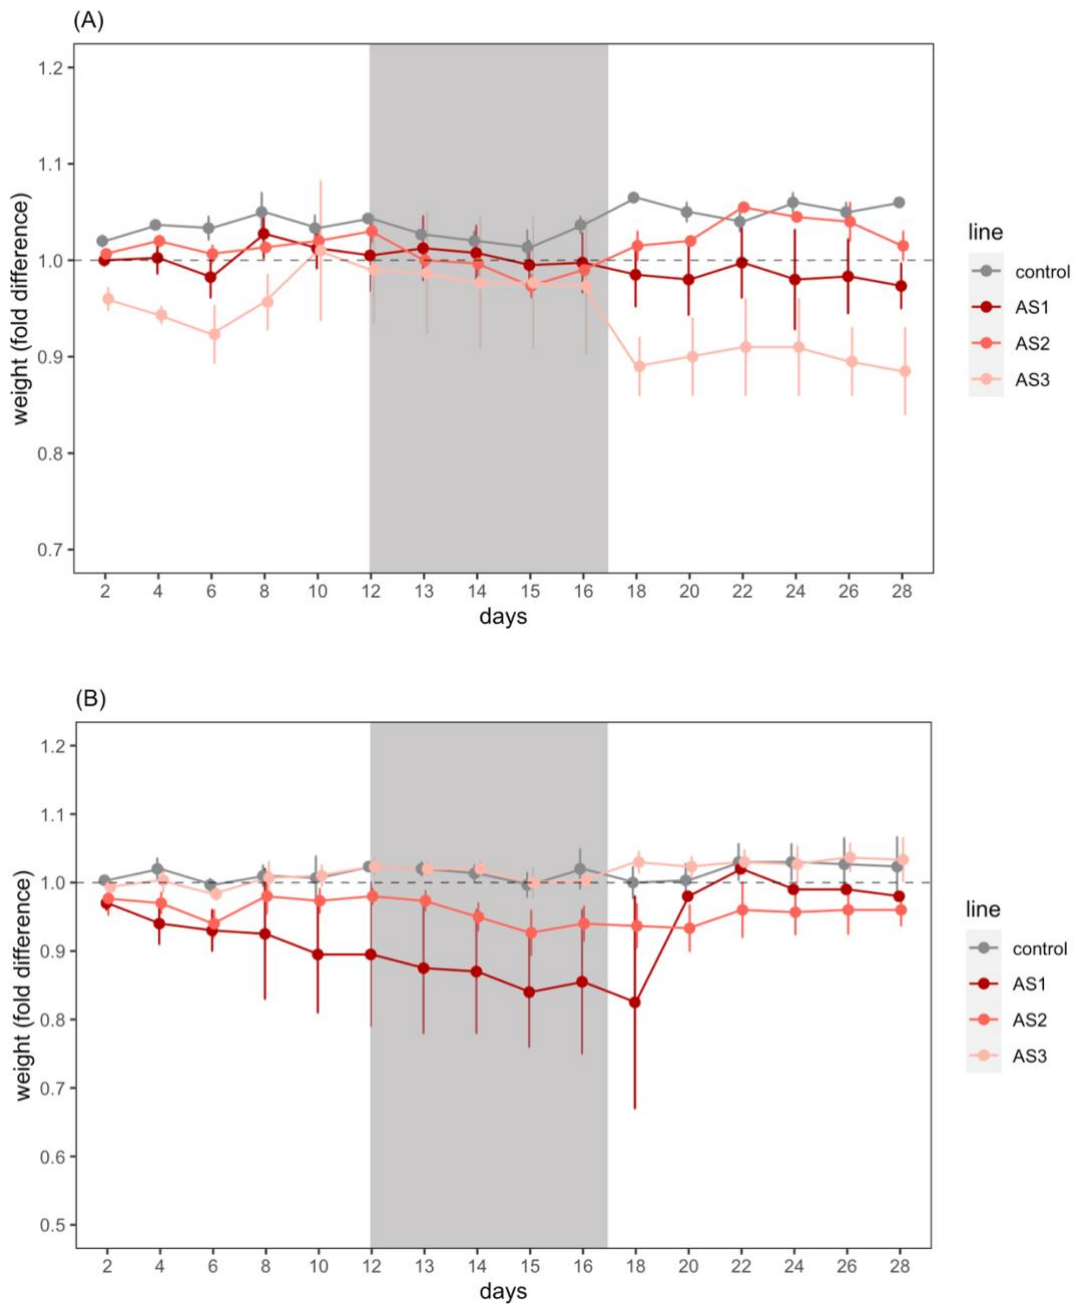 (A)
1.2
1.1
1.0
0.9
0.8
0.7
weight (fold difference)
2 4 6 8 10 12 13 14 15 16 18 20 22 24 26 28
days
line
control
AS1
AS2
AS3
(B)
1.2
1.1
1.0
0.9
0.8
0.7
0.6
0.5
weight (fold difference)
2 4 6 8 10 12 13 14 15 16 18 20 22 24 26 28
days
line
control
AS1
AS2
AS3